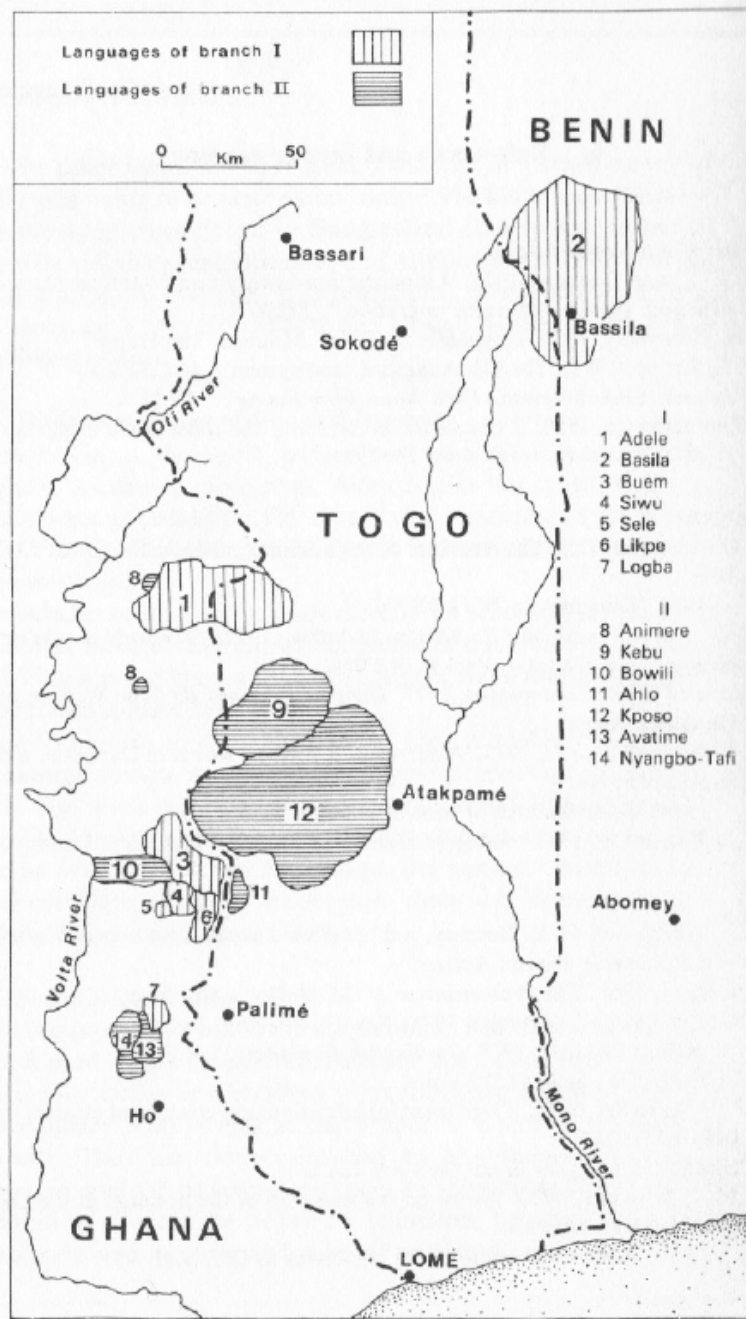 Languages of branch I
Languages of branch II
0 50
Km
BENIN
2
Bassari
Bassila
Sokodé
Oti River
I
1 Adele
2 Basila
3 Buem
4 Siwu
5 Sele
6 Likpe
7 Logba
TOGO
8
1
II
8 Animere
9 Kebu
10 Bowili
11 Ahlo
12 Kposo
13 Avatime
14 Nyangbo-Tafi
8
9
Atakpamé
12
3
10
11
4
5
6
Abomey
Volta River
7
Palimé
4
13
Ho
Mono River
GHANA
LOMÉ